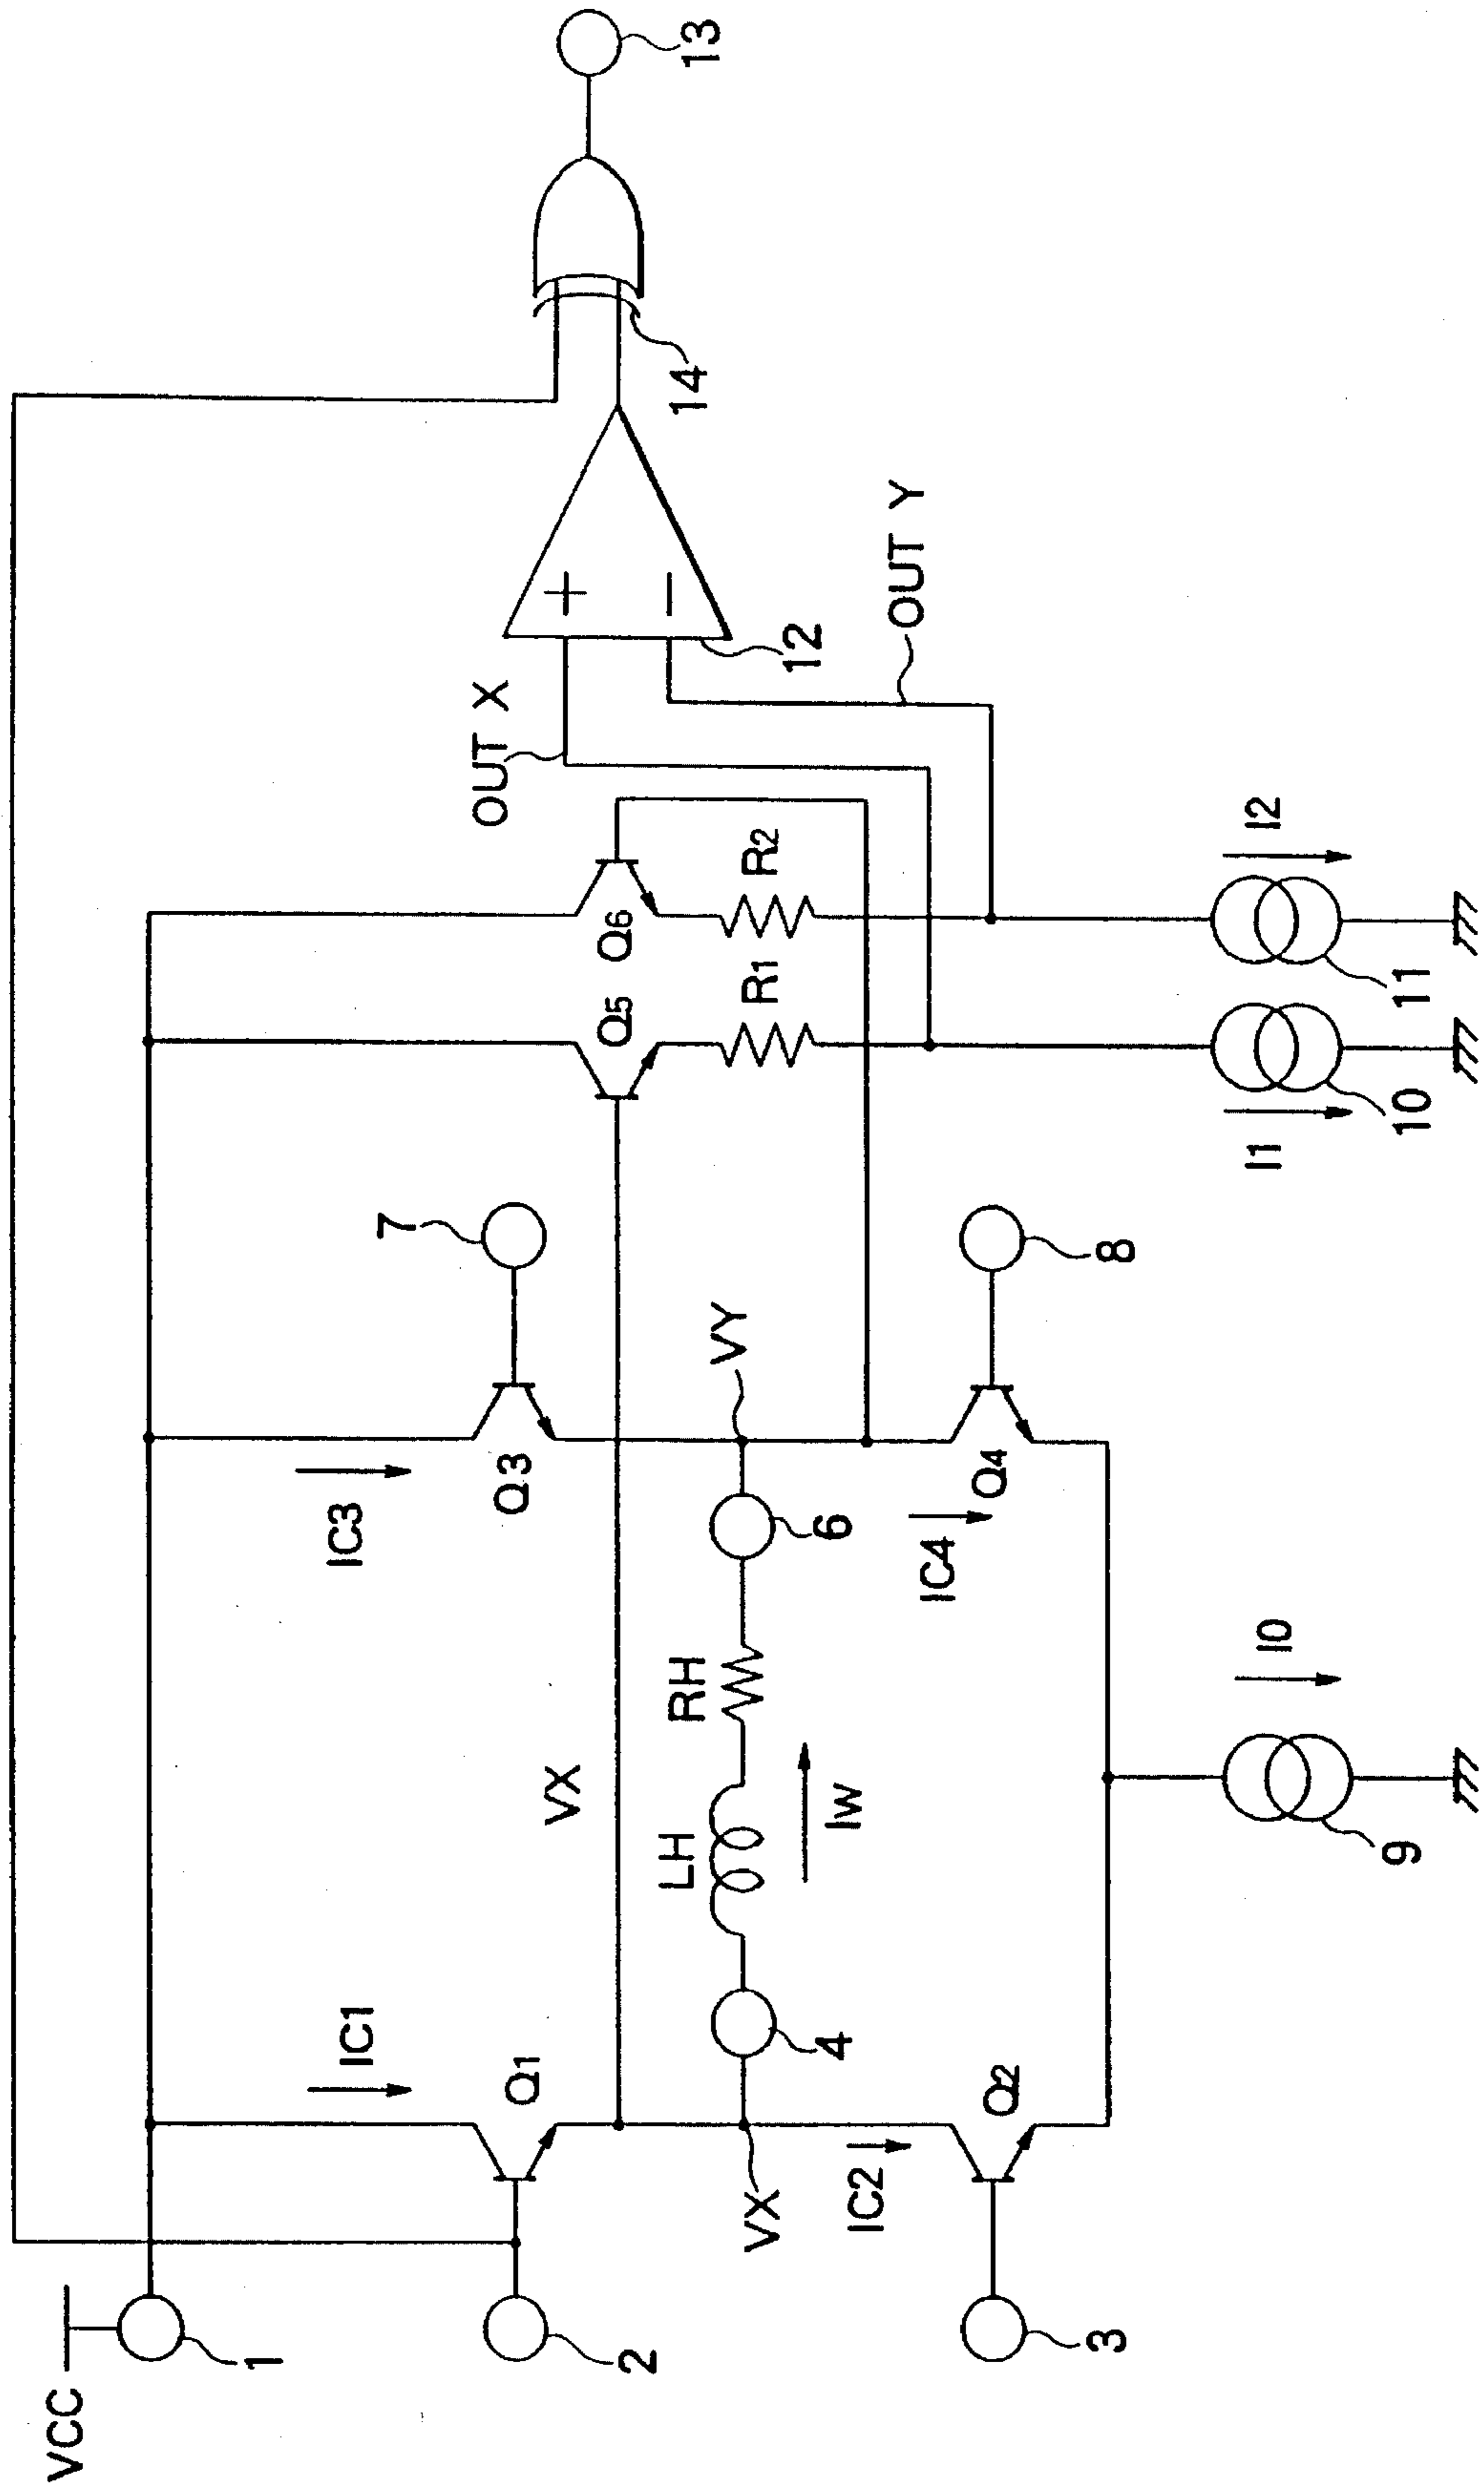 VCC
1
2
3
IC1
Q1
VX
IC2
Q2
4
VX
LH
RH
IW
9
I0
IC3
Q3
6
VY
IC4
Q4
7
8
Q5
R1
Q6
R2
I1
10
I2
11
OUT X
OUT Y
+
−
12
14
13